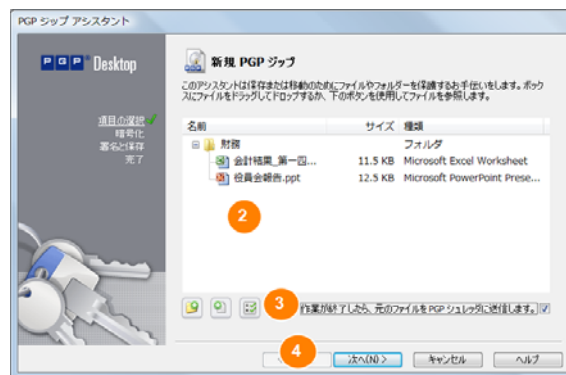 PGP ジップ アシスタント
PGP Desktop
新規 PGP ジップ
このアシスタントは保存または移動のためにファイルやフォルダーを保護するお手伝いをします。ボック
スにファイルをドラッグしてドロップするか、下のボタンを使用してファイルを参照します。
項目の選択
暗号化
署名と保存
完了
名前 サイズ 種類
財務 フォルダ
会計結果_第一四... 11.5 KB Microsoft Excel Worksheet
役員会報告.ppt 12.5 KB Microsoft PowerPoint Prese...
2
3
作業が終了したら、元のファイルを PGP シュレッダに送信します。
4
次へ(N) >
キャンセル
ヘルプ